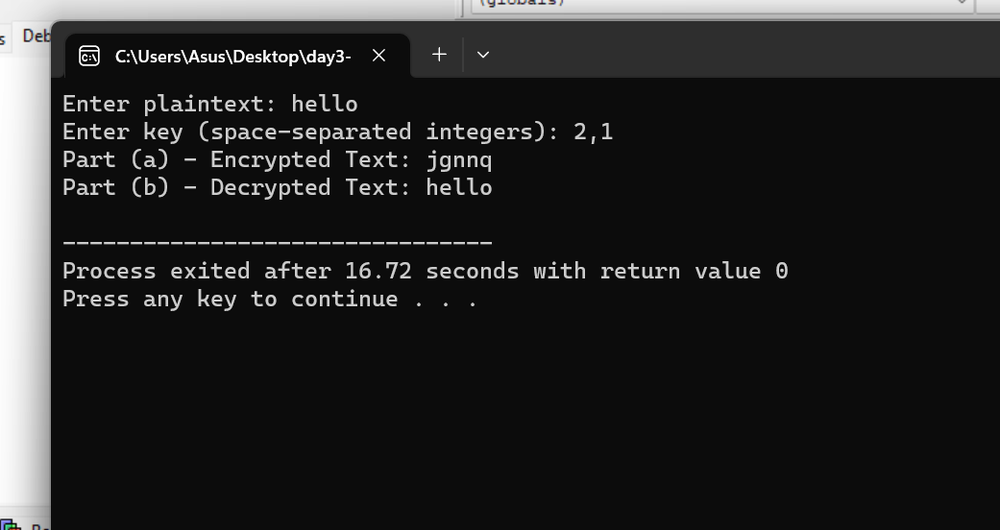 (globals)
s Deb
C:\Users\Asus\Desktop\day3-
Enter plaintext: hello
Enter key (space-separated integers): 2,1
Part (a) - Encrypted Text: jgnnq
Part (b) - Decrypted Text: hello
--------------------------------
Process exited after 16.72 seconds with return value 0
Press any key to continue . . .